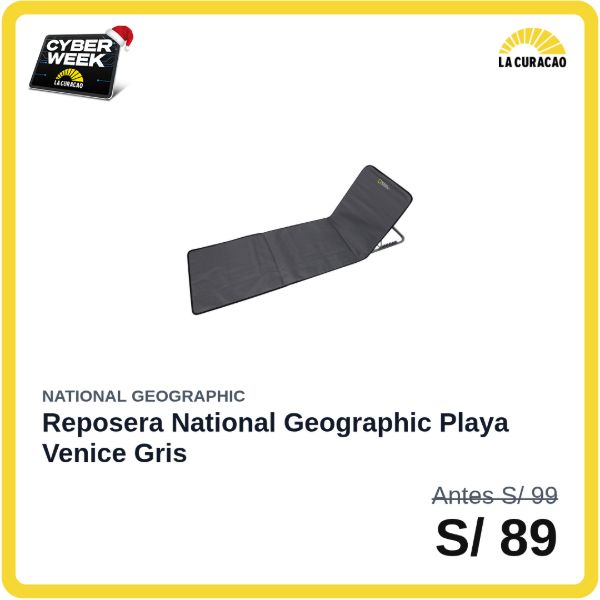 CYBER
WEEK
LA CURACAO
LA CURACAO
NATIONAL GEOGRAPHIC
Reposera National Geographic Playa
Venice Gris
Antes S/ 99
S/ 89